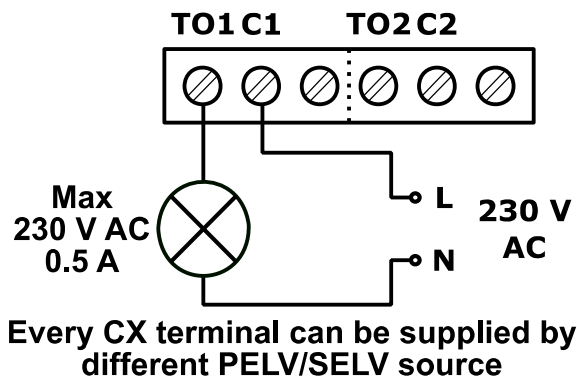 TO1 C1 TO2 C2
Max
230 V AC
0.5 A
L
N
230 V
AC
Every CX terminal can be supplied by
different PELV/SELV source